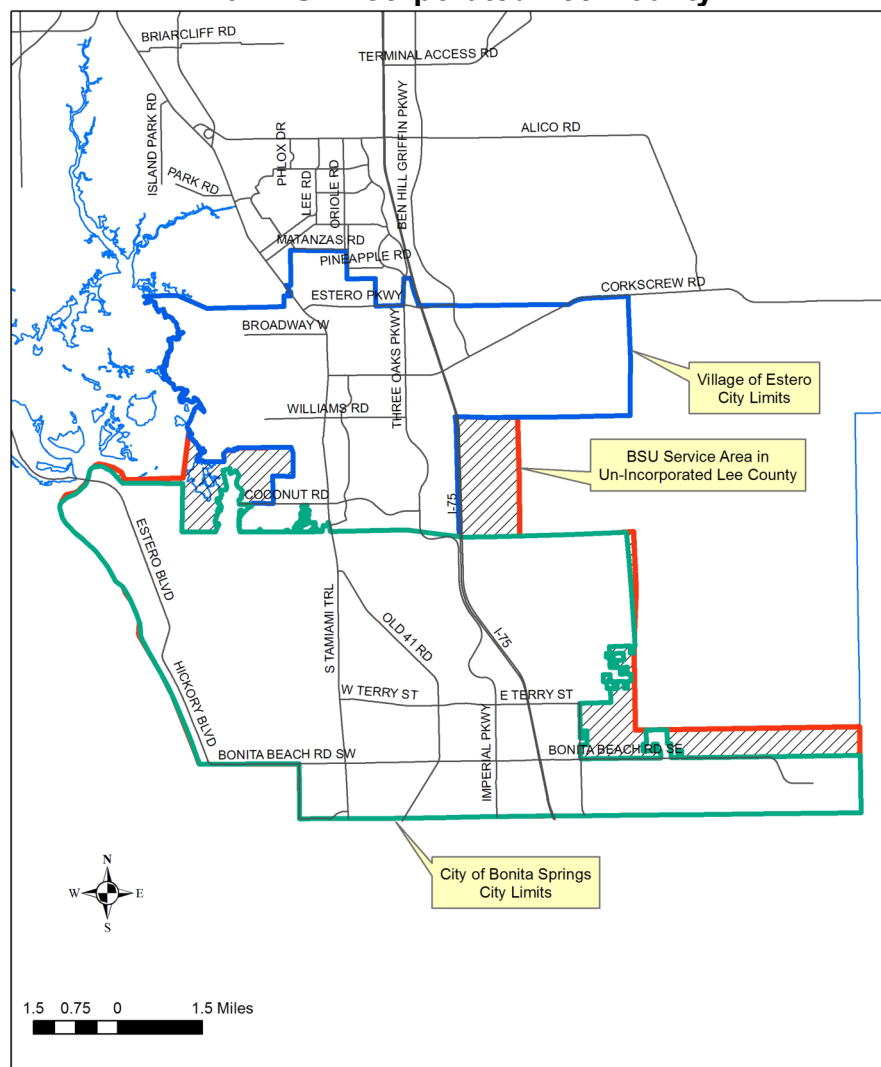 BRIARCLIFF RD
TERMINAL ACCESS RD
ISLAND PARK RD
ALICO RD
PHLOX DR
BEN HILL GRIFFIN PKWY
PARK RD
LEE RD
ORIOLE RD
MATANZAS RD
PINEAPPLE RD
CORKSCREW RD
ESTERO PKWY
BROADWAY W
THREE OAKS PKWY
Village of Estero
City Limits
WILLIAMS RD
BSU Service Area in
Un-Incorporated Lee County
COCONUT RD
I-75
ESTERO BLVD
S TAMIAMI TRL
OLD 41 RD
I-75
HICKORY BLVD
W TERRY ST
E TERRY ST
IMPERIAL PKWY
BONITA BEACH RD SW
BONITA BEACH RD SE
City of Bonita Springs
City Limits
N
W
E
S
1.5 0.75 0 1.5 Miles